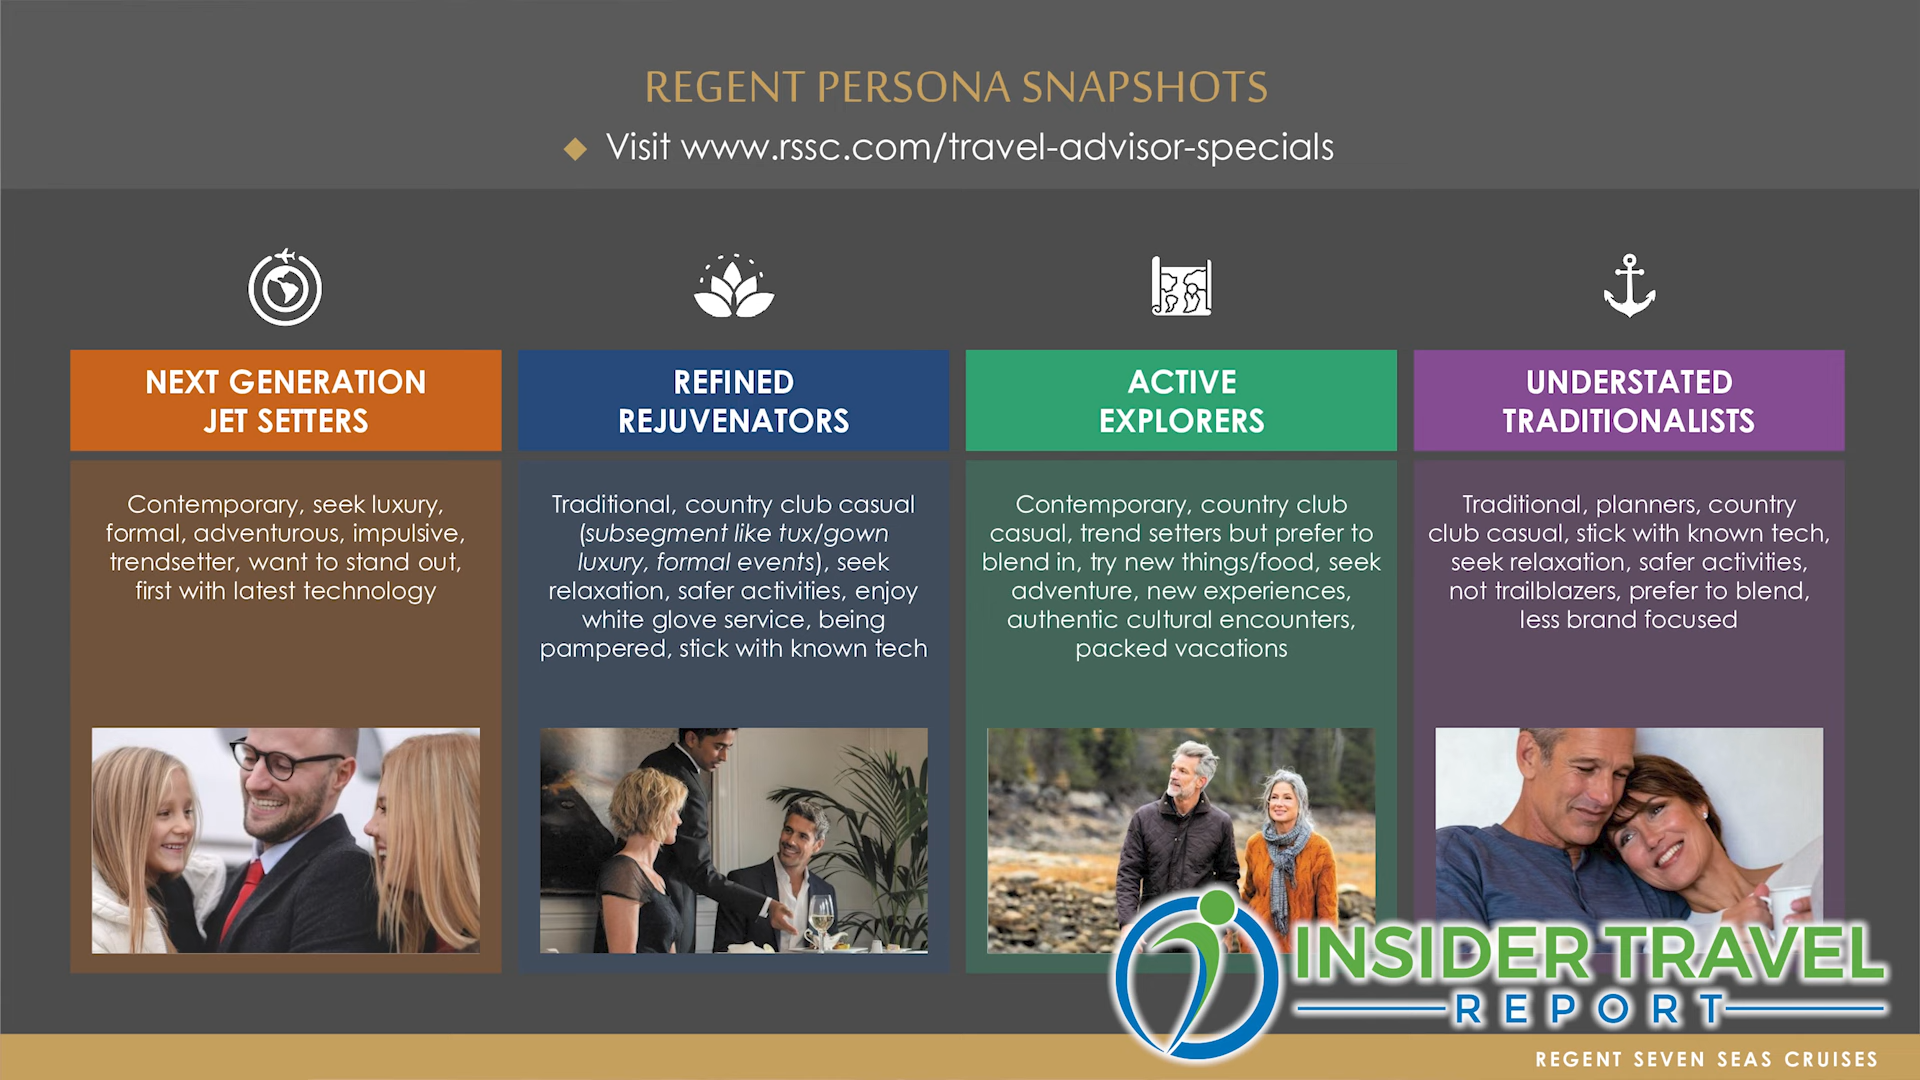 REGENT PERSONA SNAPSHOTS
◆ Visit www.rssc.com/travel-advisor-specials
NEXT GENERATION
JET SETTERS
Contemporary, seek luxury,
formal, adventurous, impulsive,
trendsetter, want to stand out,
first with latest technology
REFINED
REJUVENATORS
Traditional, country club casual
(subsegment like tux/gown
luxury, formal events), seek
relaxation, safer activities, enjoy
white glove service, being
pampered, stick with known tech
ACTIVE
EXPLORERS
Contemporary, country club
casual, trend setters but prefer to
blend in, try new things/food, seek
adventure, new experiences,
authentic cultural encounters,
packed vacations
UNDERSTATED
TRADITIONALISTS
Traditional, planners, country
club casual, stick with known tech,
seek relaxation, safer activities,
not trailblazers, prefer to blend,
less brand focused
INSIDER TRAVEL
REPORT
REGENT SEVEN SEAS CRUISES